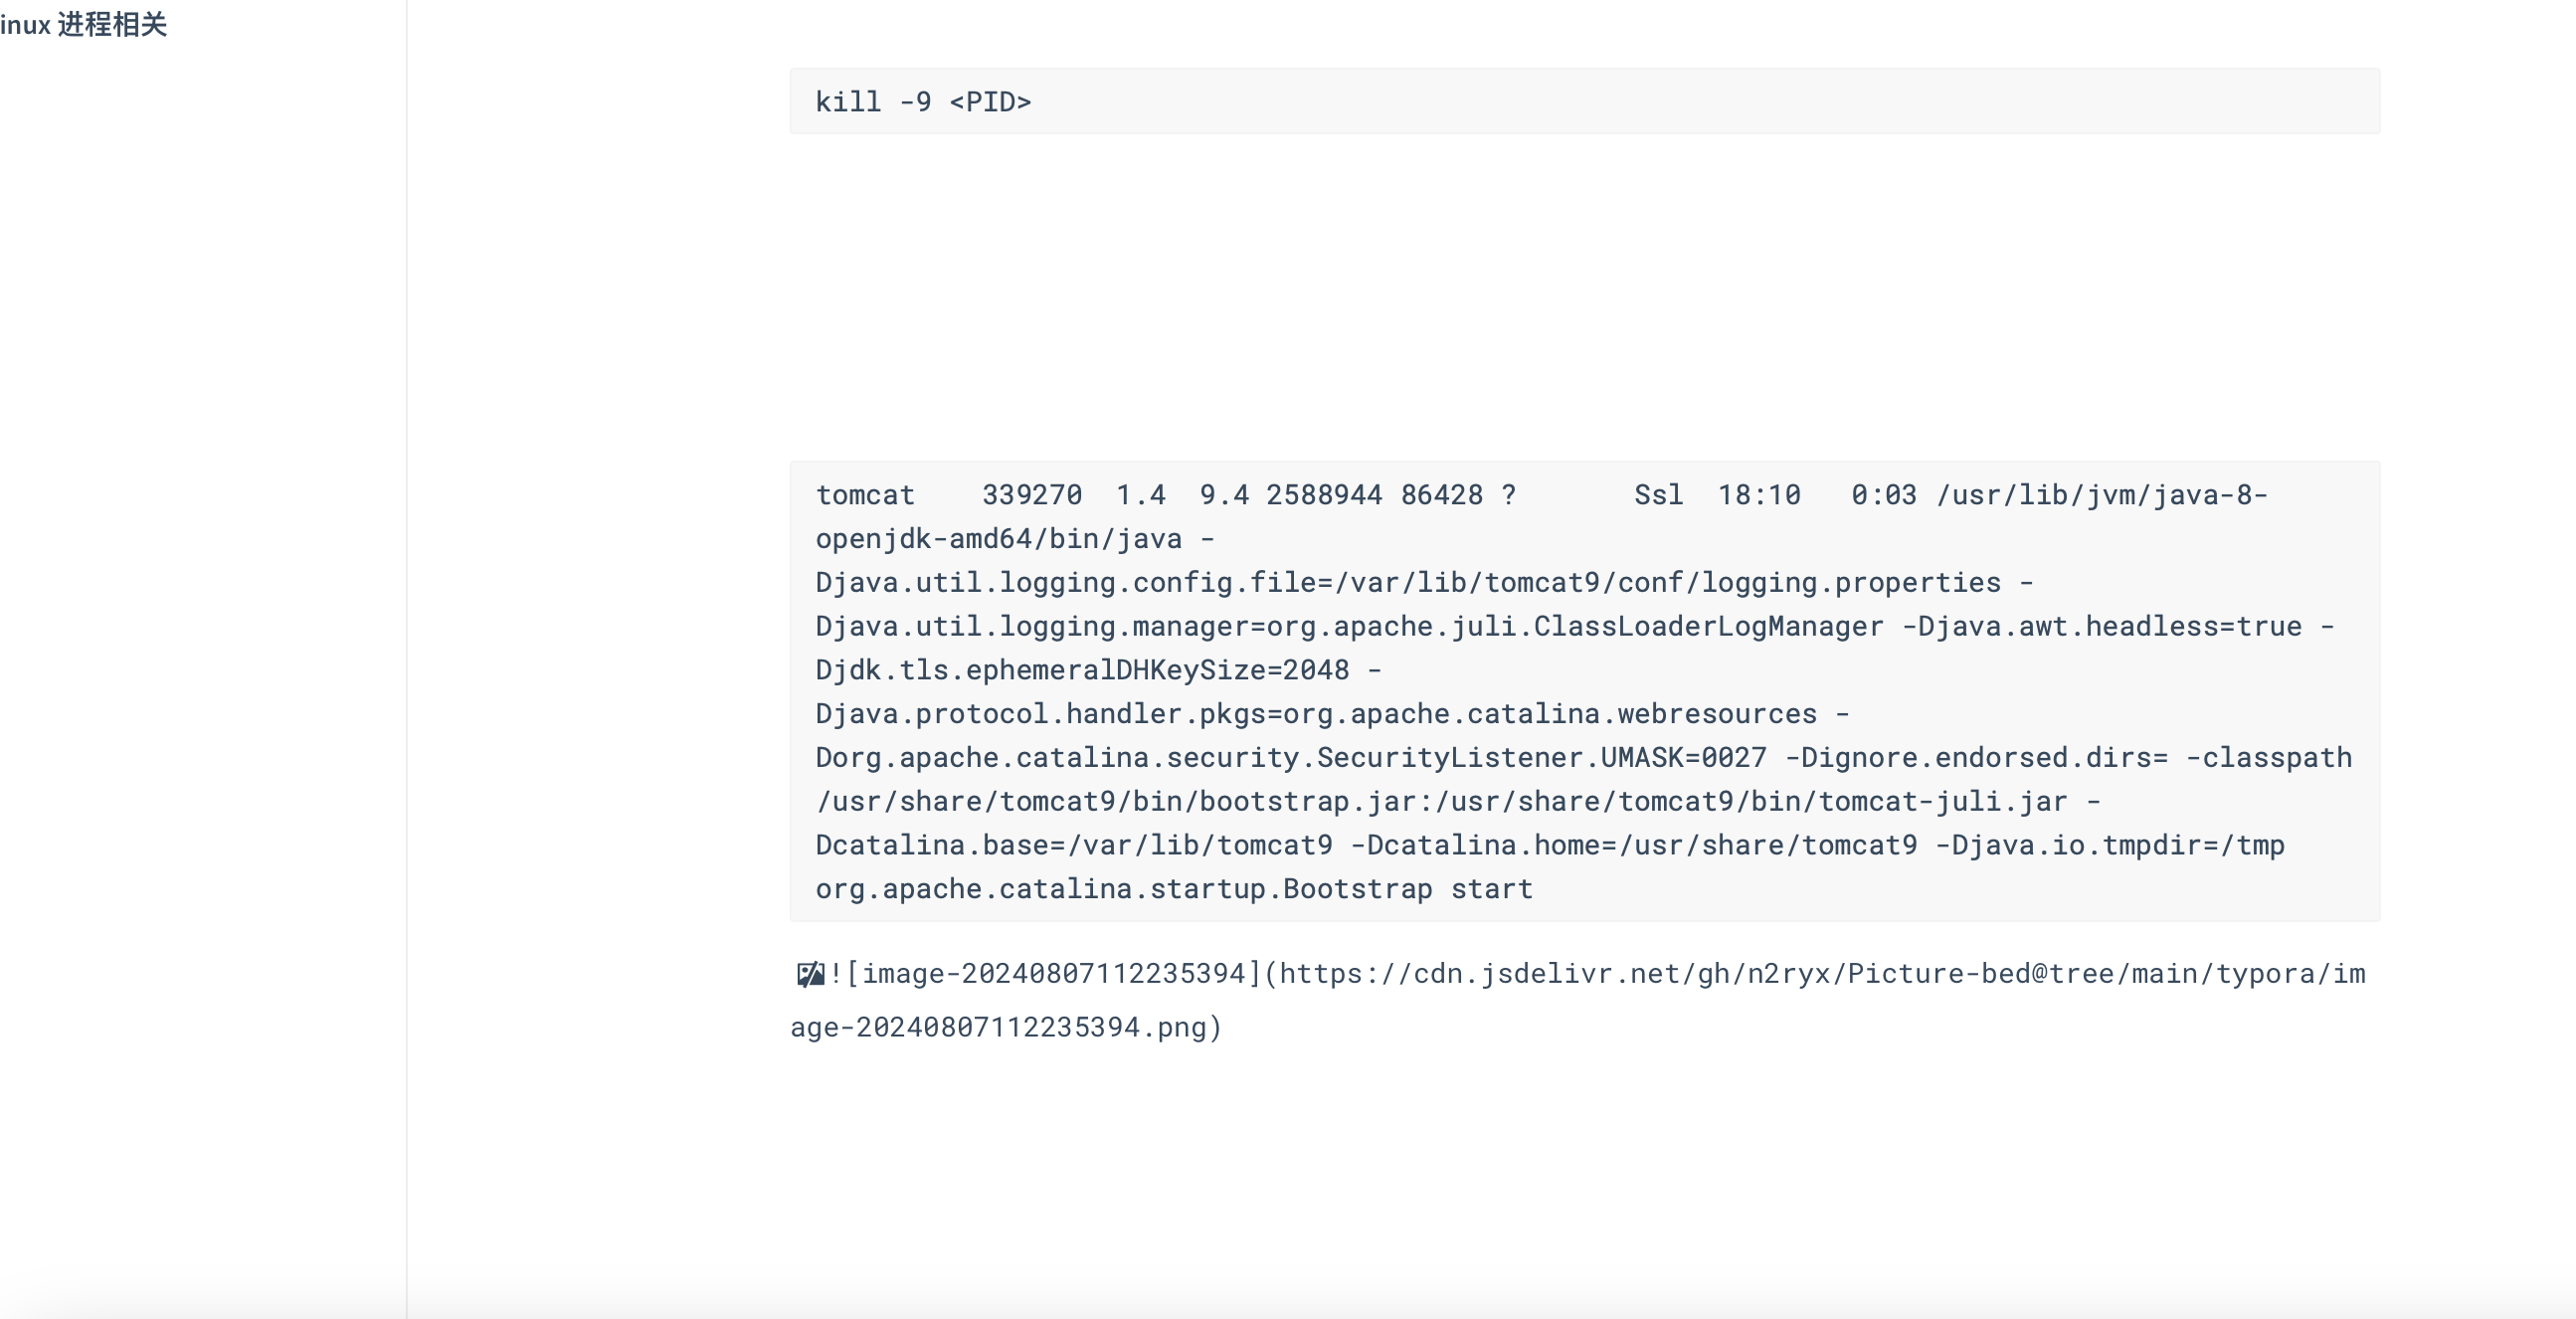 inux 进程相关
kill -9 <PID>
tomcat    339270  1.4  9.4 2588944 86428 ?       Ssl  18:10   0:03 /usr/lib/jvm/java-8-
openjdk-amd64/bin/java -
Djava.util.logging.config.file=/var/lib/tomcat9/conf/logging.properties -
Djava.util.logging.manager=org.apache.juli.ClassLoaderLogManager -Djava.awt.headless=true -
Djdk.tls.ephemeralDHKeySize=2048 -
Djava.protocol.handler.pkgs=org.apache.catalina.webresources -
Dorg.apache.catalina.security.SecurityListener.UMASK=0027 -Dignore.endorsed.dirs= -classpath
/usr/share/tomcat9/bin/bootstrap.jar:/usr/share/tomcat9/bin/tomcat-juli.jar -
Dcatalina.base=/var/lib/tomcat9 -Dcatalina.home=/usr/share/tomcat9 -Djava.io.tmpdir=/tmp
org.apache.catalina.startup.Bootstrap start
![image-20240807112235394](https://cdn.jsdelivr.net/gh/n2ryx/Picture-bed@tree/main/typora/im
age-20240807112235394.png)